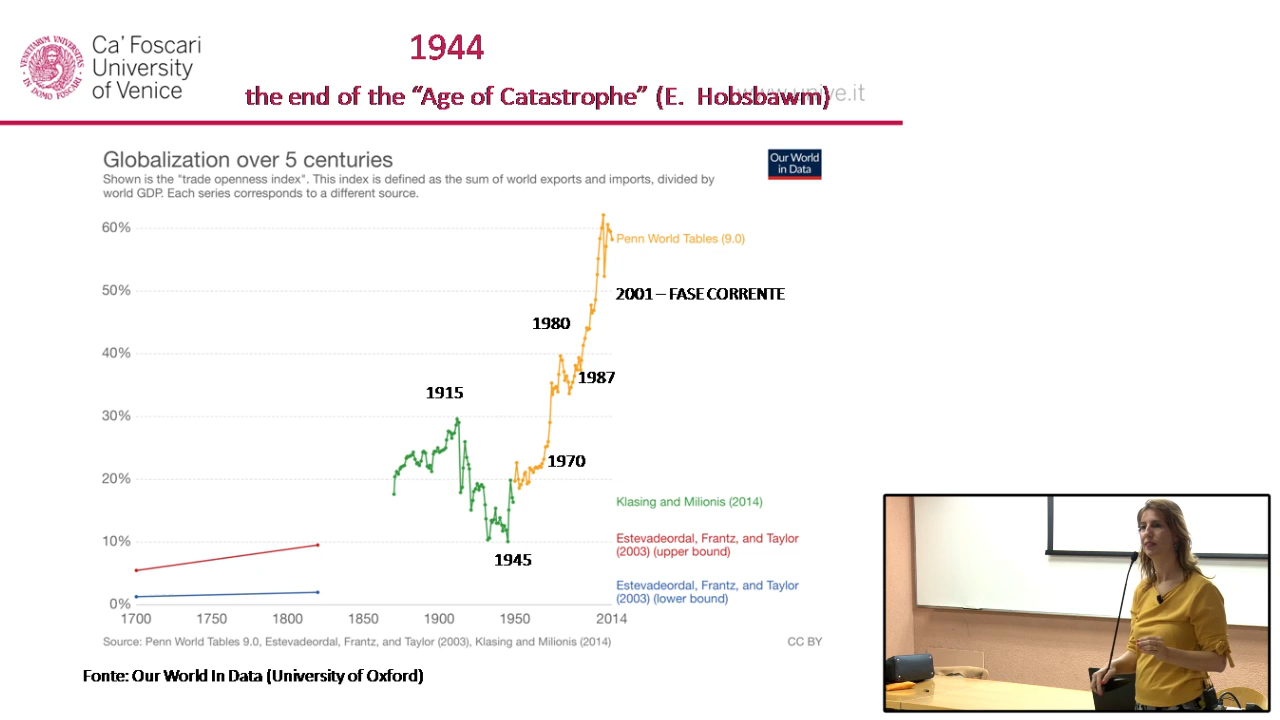 Ca' Foscari
University
of Venice
1944
the end of the “Age of Catastrophe” (E. Hobsbawm)
www.unive.it
Globalization over 5 centuries
Our World
in Data
Shown is the "trade openness index". This index is defined as the sum of world exports and imports, divided by
world GDP. Each series corresponds to a different source.
60%
Penn World Tables (9.0)
50%
2001 – FASE CORRENTE
1980
40%
1987
1915
30%
1970
20%
Klasing and Milionis (2014)
10%
Estevadeordal, Frantz, and Taylor
(2003) (upper bound)
1945
Estevadeordal, Frantz, and Taylor
(2003) (lower bound)
0%
1700 1750 1800 1850 1900 1950 2014
Source: Penn World Tables 9.0, Estevadeordal, Frantz, and Taylor (2003), Klasing and Milionis (2014)
CC BY
Fonte: Our World In Data (University of Oxford)